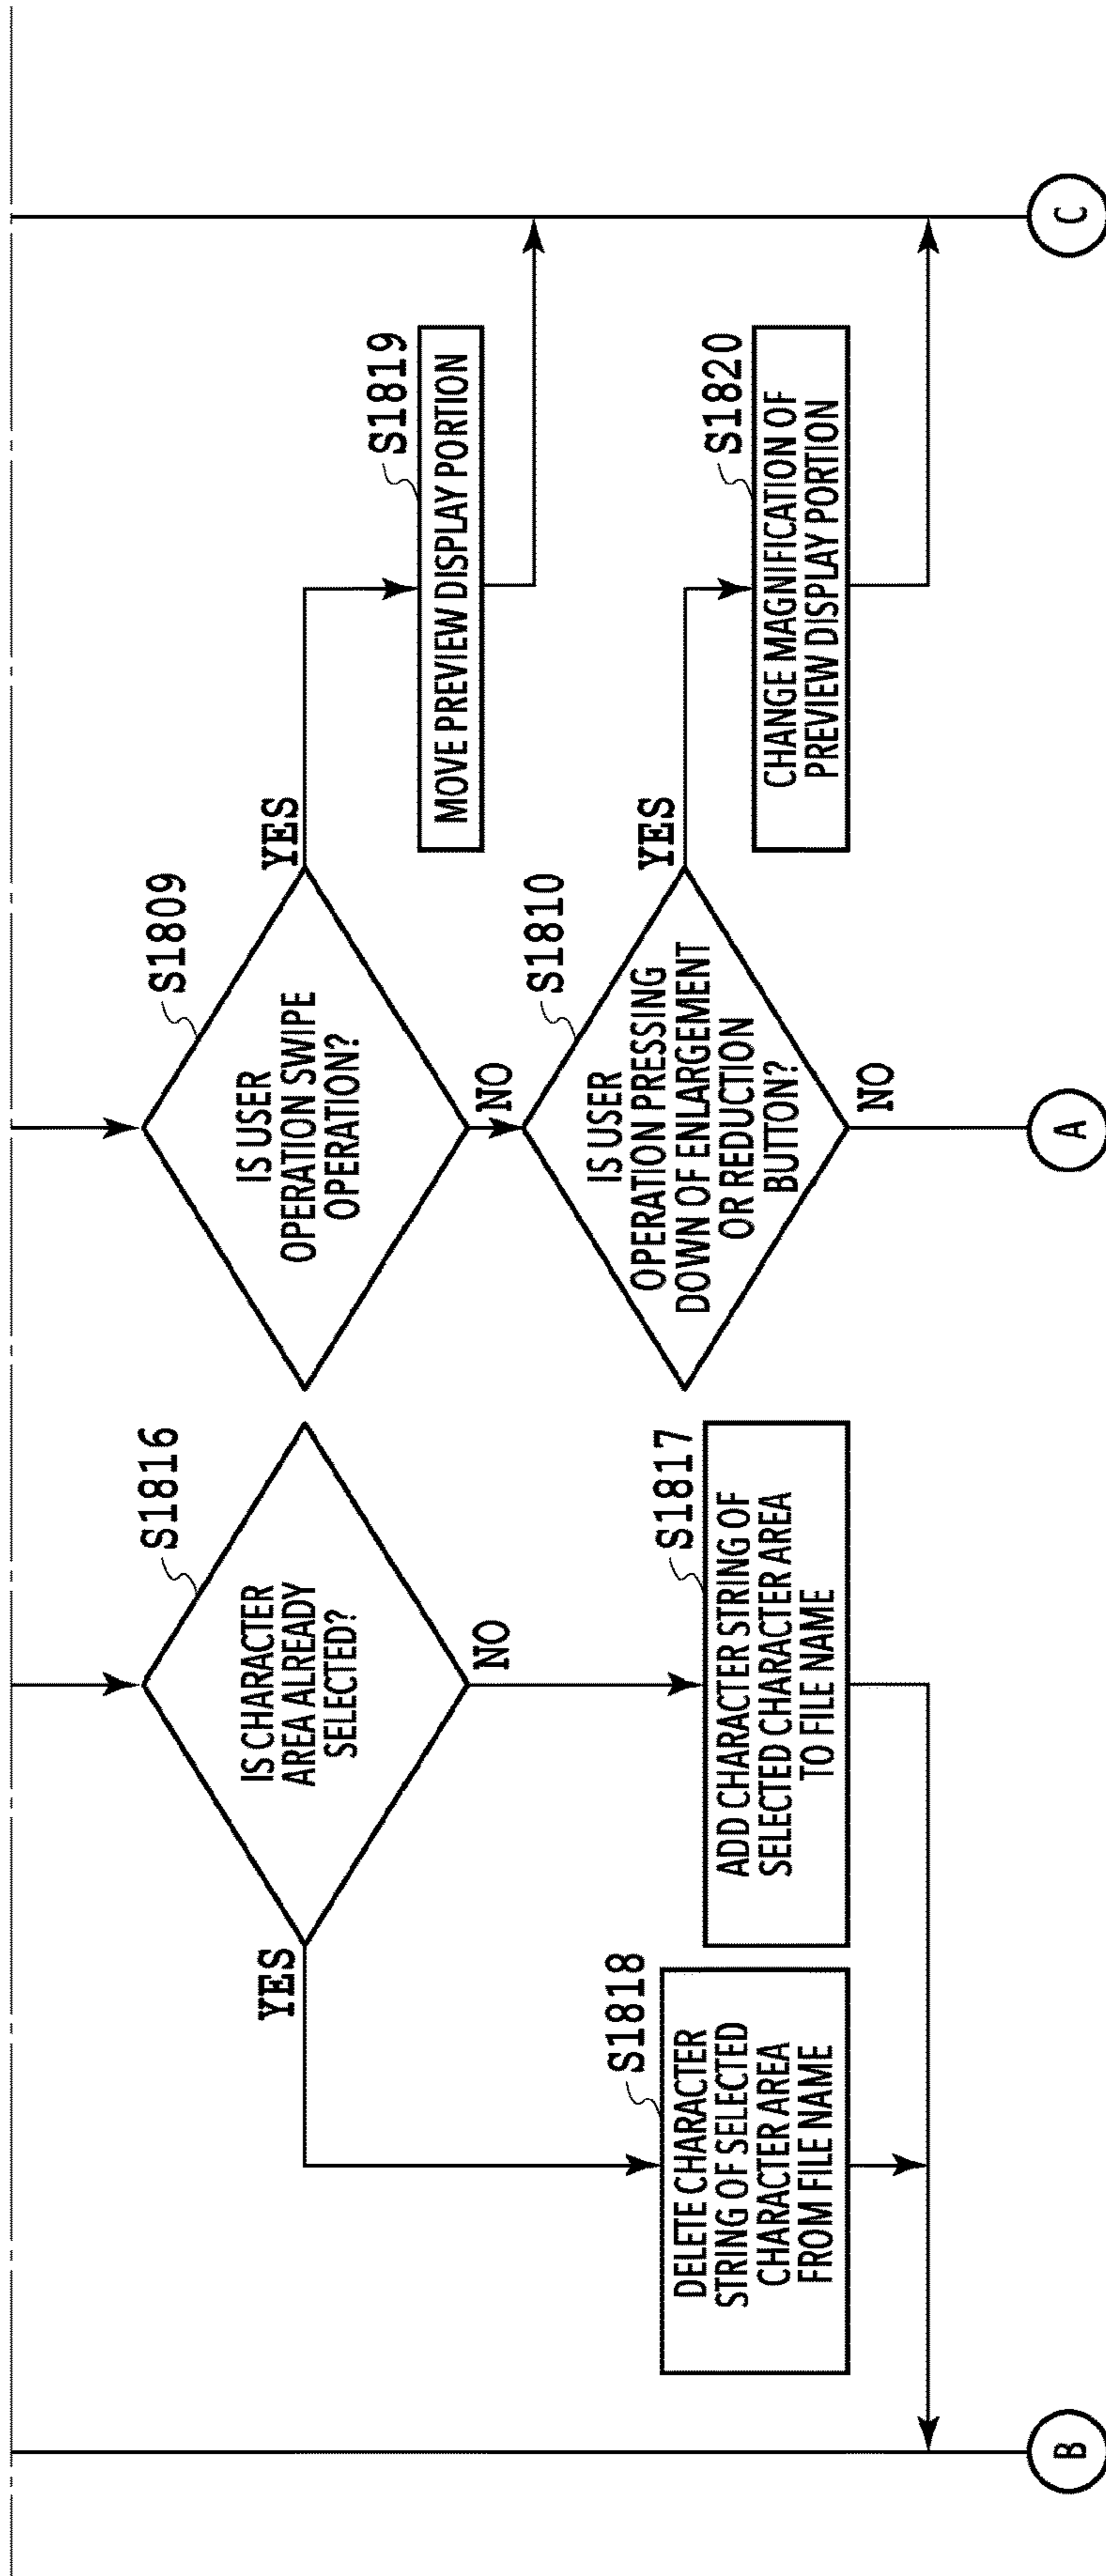 S1816
IS CHARACTER
AREA ALREADY
SELECTED?
YES
NO
S1818
DELETE CHARACTER
STRING OF SELECTED
CHARACTER AREA
FROM FILE NAME
S1817
ADD CHARACTER STRING OF
SELECTED CHARACTER AREA
TO FILE NAME
S1809
IS USER
OPERATION SWIPE
OPERATION?
YES
NO
S1819
MOVE PREVIEW DISPLAY PORTION
S1810
IS USER
OPERATION PRESSING
DOWN OF ENLARGEMENT
OR REDUCTION
BUTTON?
YES
NO
S1820
CHANGE MAGNIFICATION OF
PREVIEW DISPLAY PORTION
B
A
C